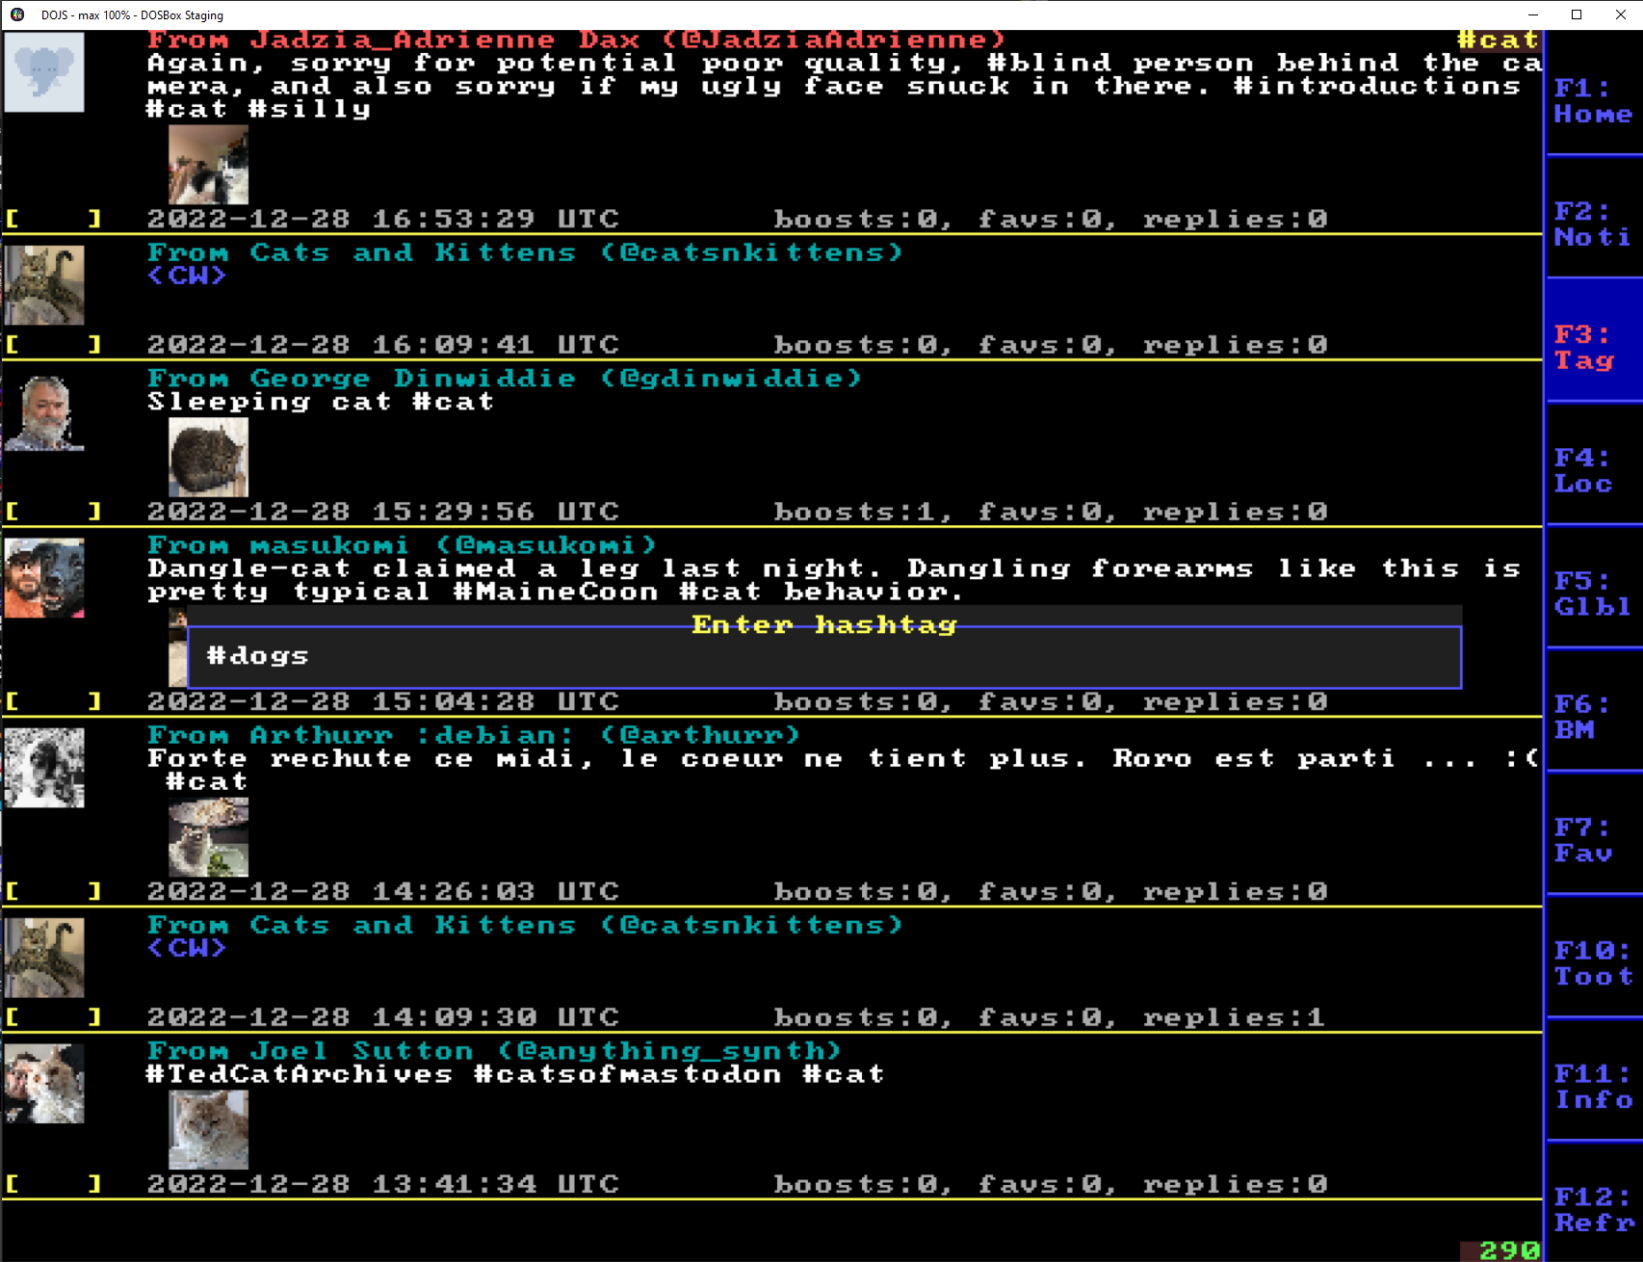 DOJS - max 100% - DOSBox Staging
From Jadzia_Adrienne Dax (@JadziaAdrienne)
#cat
Again, sorry for potential poor quality, #blind person behind the ca
mera, and also sorry if my ugly face snuck in there. #introductions
#cat #silly
[ ] 2022-12-28 16:53:29 UTC boosts:0, favs:0, replies:0
From Cats and Kittens (@catsnkittens)
<CW>
[ ] 2022-12-28 16:09:41 UTC boosts:0, favs:0, replies:0
From George Dinwiddie (@gdinwiddie)
Sleeping cat #cat
[ ] 2022-12-28 15:29:56 UTC boosts:1, favs:0, replies:0
From masukomi (@masukomi)
Dangle-cat claimed a leg last night. Dangling forearms like this is
pretty typical #MaineCoon #cat behavior.
Enter hashtag
#dogs
[ ] 2022-12-28 15:04:28 UTC boosts:0, favs:0, replies:0
From Arthurr :debian: (@arthurr)
Forte rechute ce midi, le coeur ne tient plus. Roro est parti ... :(
#cat
[ ] 2022-12-28 14:26:03 UTC boosts:0, favs:0, replies:0
From Cats and Kittens (@catsnkittens)
<CW>
[ ] 2022-12-28 14:09:30 UTC boosts:0, favs:0, replies:1
From Joel Sutton (@anything_synth)
#TedCatArchives #catsofmastodon #cat
[ ] 2022-12-28 13:41:34 UTC boosts:0, favs:0, replies:0
290
F1:
Home
F2:
Noti
F3:
Tag
F4:
Loc
F5:
Glbl
F6:
BM
F7:
Fav
F10:
Toot
F11:
Info
F12:
Refr